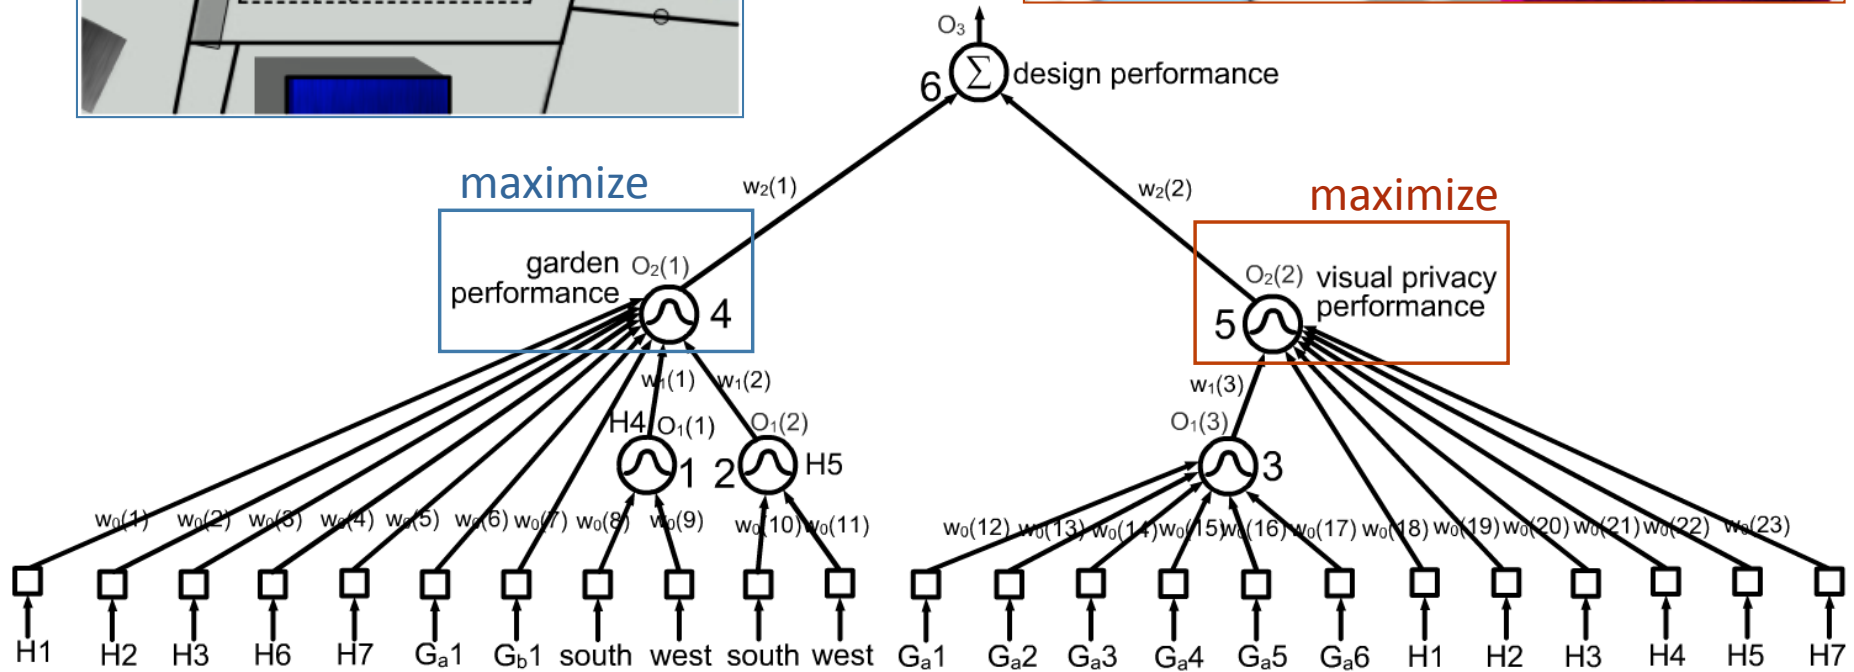 O₃
6 Σ design performance
maximize
w₂(1)
w₂(2)
maximize
garden O₂(1)
performance
4
O₂(2) visual privacy
performance
5
w₁(1) w₁(2)
w₁(3)
H4 O₁(1) O₁(2)
O₁(3)
1 2 H5
3
w₀(1) w₀(2) w₀(3) w₀(4) w₀(5) w₀(6) w₀(7) w₀(8) w₀(9) w₀(10) w₀(11) w₀(12) w₀(13) w₀(14) w₀(15) w₀(16) w₀(17) w₀(18) w₀(19) w₀(20) w₀(21) w₀(22) w₀(23)
H1 H2 H3 H6 H7 Gₐ1 G_b1 south west south west Gₐ1 Gₐ2 Gₐ3 Gₐ4 Gₐ5 Gₐ6 H1 H2 H3 H4 H5 H7